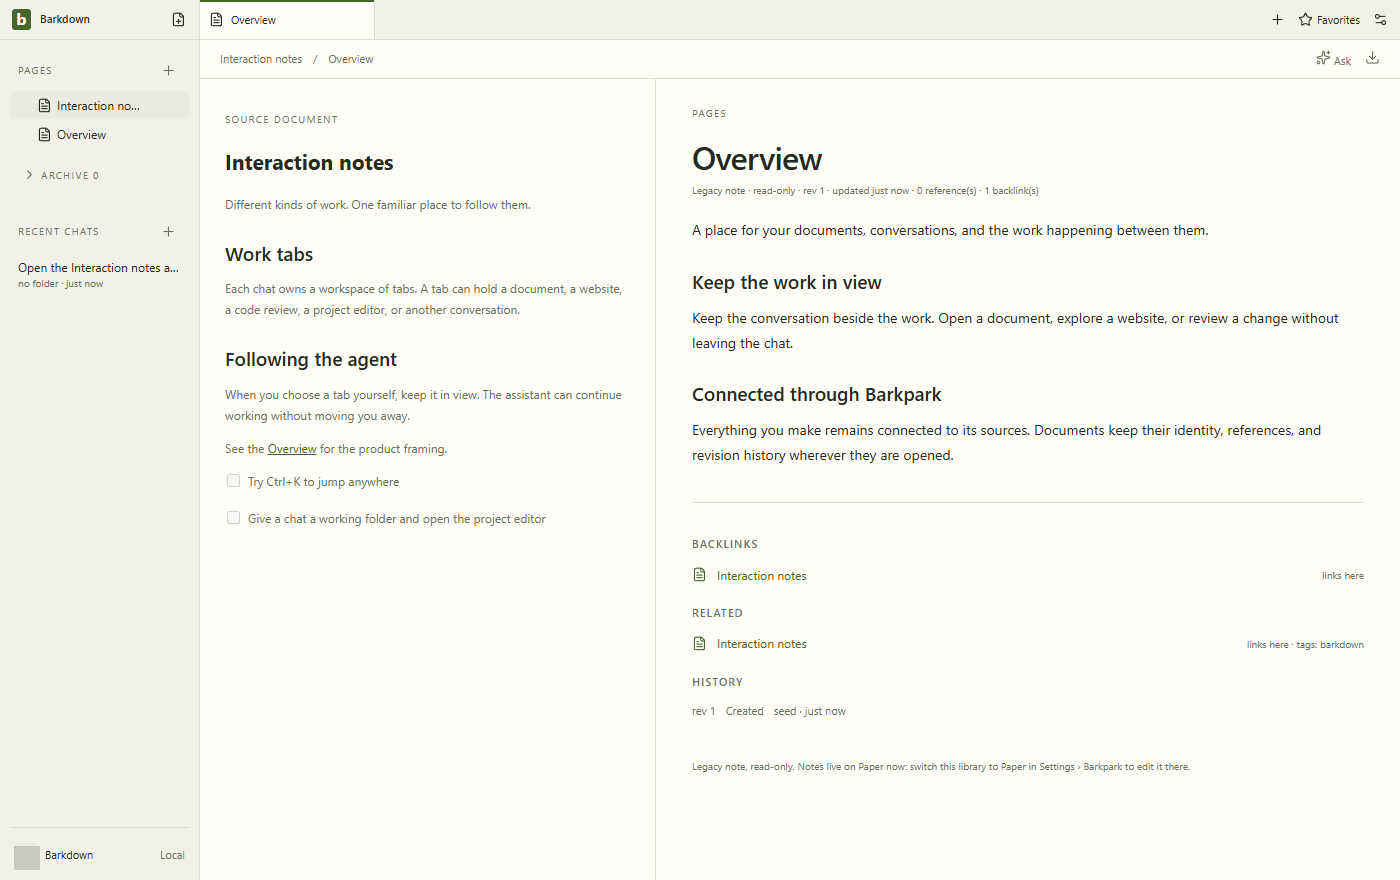 b Barkdown
Overview
Favorites
PAGES
Interaction no...
Overview
ARCHIVE 0
RECENT CHATS
Open the Interaction notes a...
no folder · just now
Barkdown
Local
Interaction notes / Overview
Ask
SOURCE DOCUMENT
Interaction notes
Different kinds of work. One familiar place to follow them.
Work tabs
Each chat owns a workspace of tabs. A tab can hold a document, a website,
a code review, a project editor, or another conversation.
Following the agent
When you choose a tab yourself, keep it in view. The assistant can continue
working without moving you away.
See the Overview for the product framing.
Try Ctrl+K to jump anywhere
Give a chat a working folder and open the project editor
PAGES
Overview
Legacy note · read-only · rev 1 · updated just now · 0 reference(s) · 1 backlink(s)
A place for your documents, conversations, and the work happening between them.
Keep the work in view
Keep the conversation beside the work. Open a document, explore a website, or review a change without
leaving the chat.
Connected through Barkpark
Everything you make remains connected to its sources. Documents keep their identity, references, and
revision history wherever they are opened.
BACKLINKS
Interaction notes links here
RELATED
Interaction notes links here · tags: barkdown
HISTORY
rev 1 Created seed · just now
Legacy note, read-only. Notes live on Paper now: switch this library to Paper in Settings › Barkpark to edit it there.